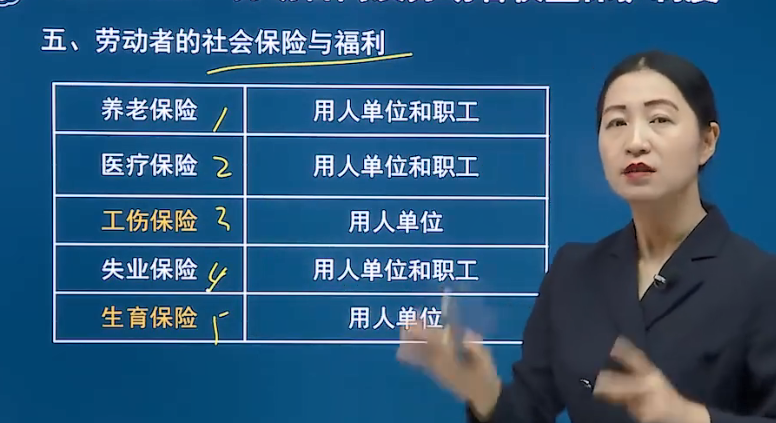 五、劳动者的社会保险与福利
养老保险 1 用人单位和职工
医疗保险 2 用人单位和职工
工伤保险 3 用人单位
失业保险 4 用人单位和职工
生育保险 5 用人单位